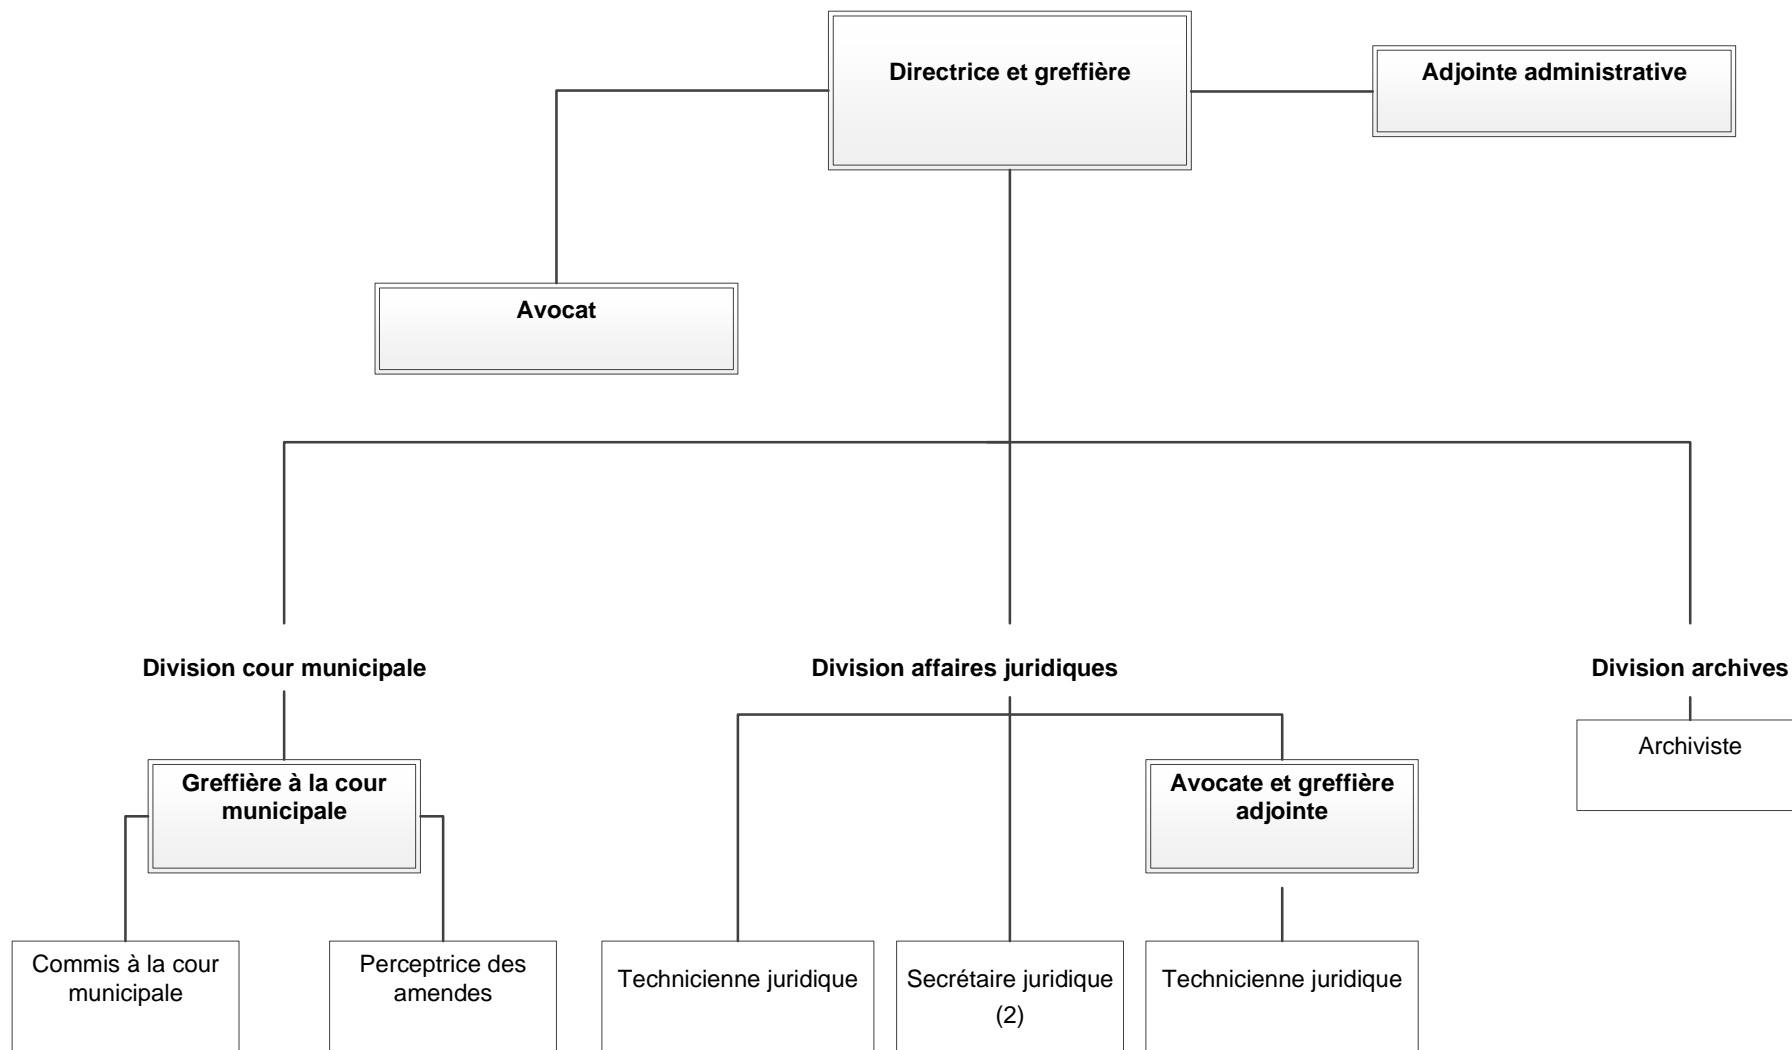 Directrice et greffière
Adjointe administrative
Avocat
Division cour municipale
Division affaires juridiques
Division archives
Greffière à la cour
municipale
Avocate et greffière
adjointe
Archiviste
Commis à la cour
municipale
Perceptrice des
amendes
Technicienne juridique
Secrétaire juridique
(2)
Technicienne juridique